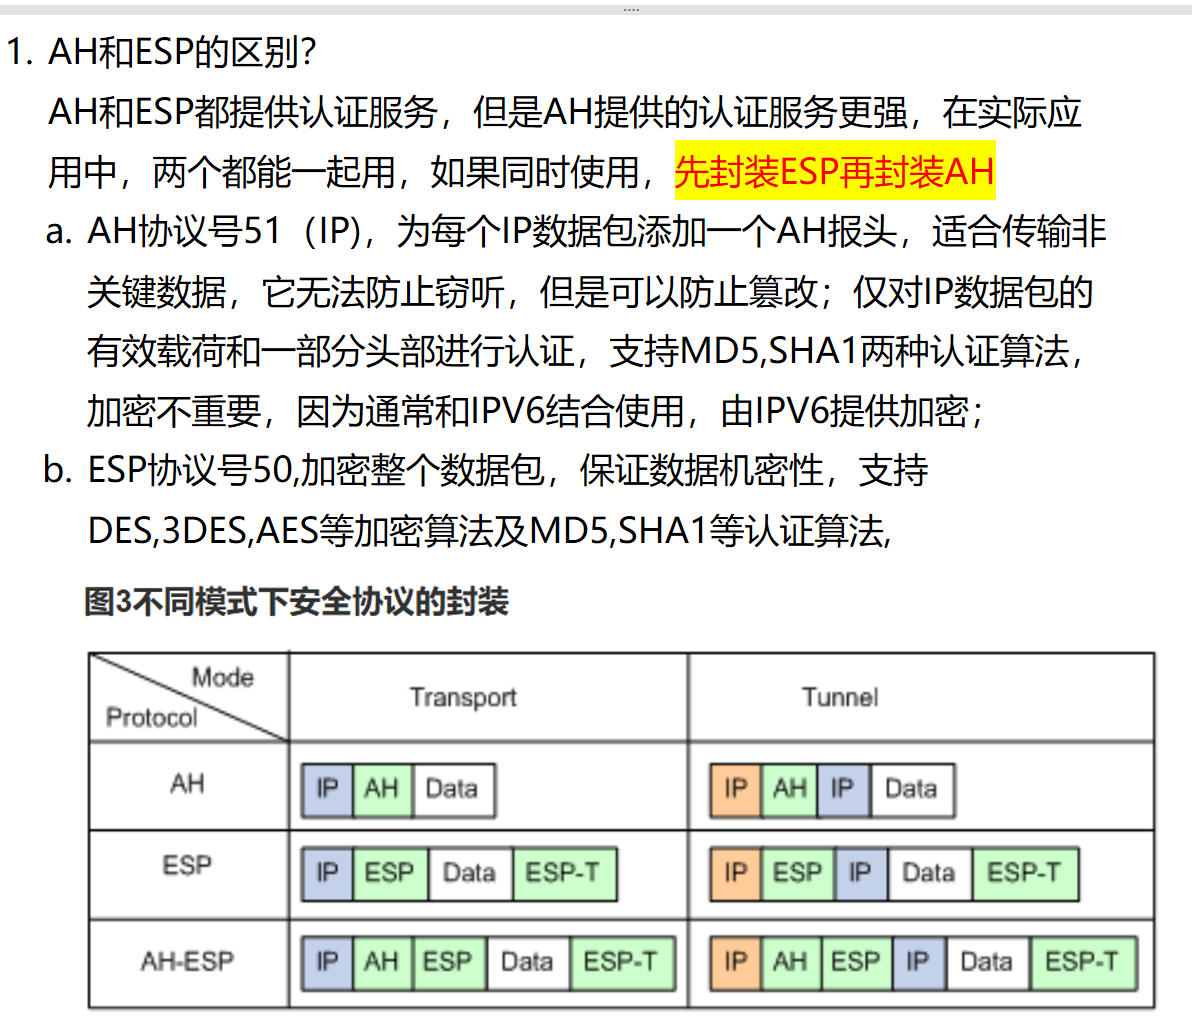 1. AH和ESP的区别？
AH和ESP都提供认证服务，但是AH提供的认证服务更强，在实际应
用中，两个都能一起用，如果同时使用，先封装ESP再封装AH
a. AH协议号51（IP)，为每个IP数据包添加一个AH报头，适合传输非
关键数据，它无法防止窃听，但是可以防止篡改；仅对IP数据包的
有效载荷和一部分头部进行认证，支持MD5,SHA1两种认证算法，
加密不重要，因为通常和IPV6结合使用，由IPV6提供加密；
b. ESP协议号50,加密整个数据包，保证数据机密性，支持
DES,3DES,AES等加密算法及MD5,SHA1等认证算法,
图3不同模式下安全协议的封装
Mode
Protocol
Transport
Tunnel
AH
IP AH Data
IP AH IP Data
ESP
IP ESP Data ESP-T
IP ESP IP Data ESP-T
AH-ESP
IP AH ESP Data ESP-T
IP AH ESP IP Data ESP-T